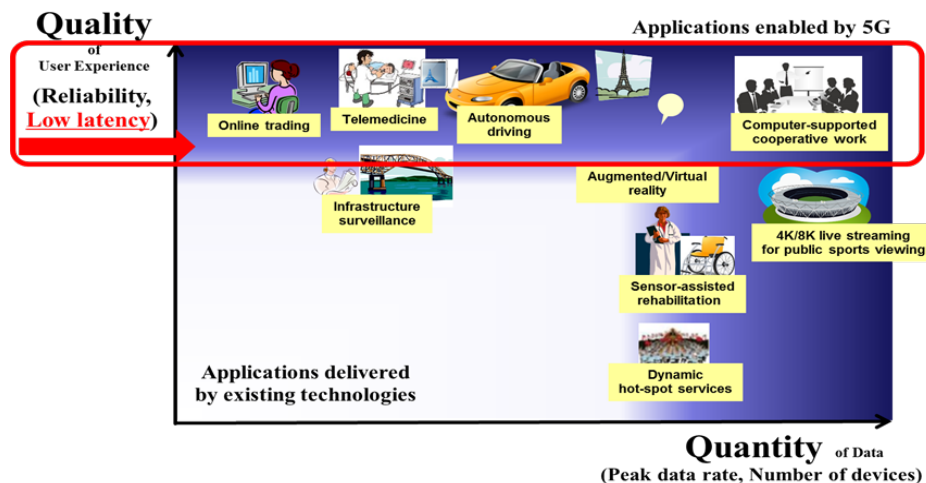 Quality
of
User Experience
(Reliability,
Low latency)
Applications enabled by 5G
Online trading
Telemedicine
Autonomous
driving
Computer-supported
cooperative work
Infrastructure
surveillance
Augmented/Virtual
reality
4K/8K live streaming
for public sports viewing
Sensor-assisted
rehabilitation
Dynamic
hot-spot services
Applications delivered
by existing technologies
Quantity of Data
(Peak data rate, Number of devices)